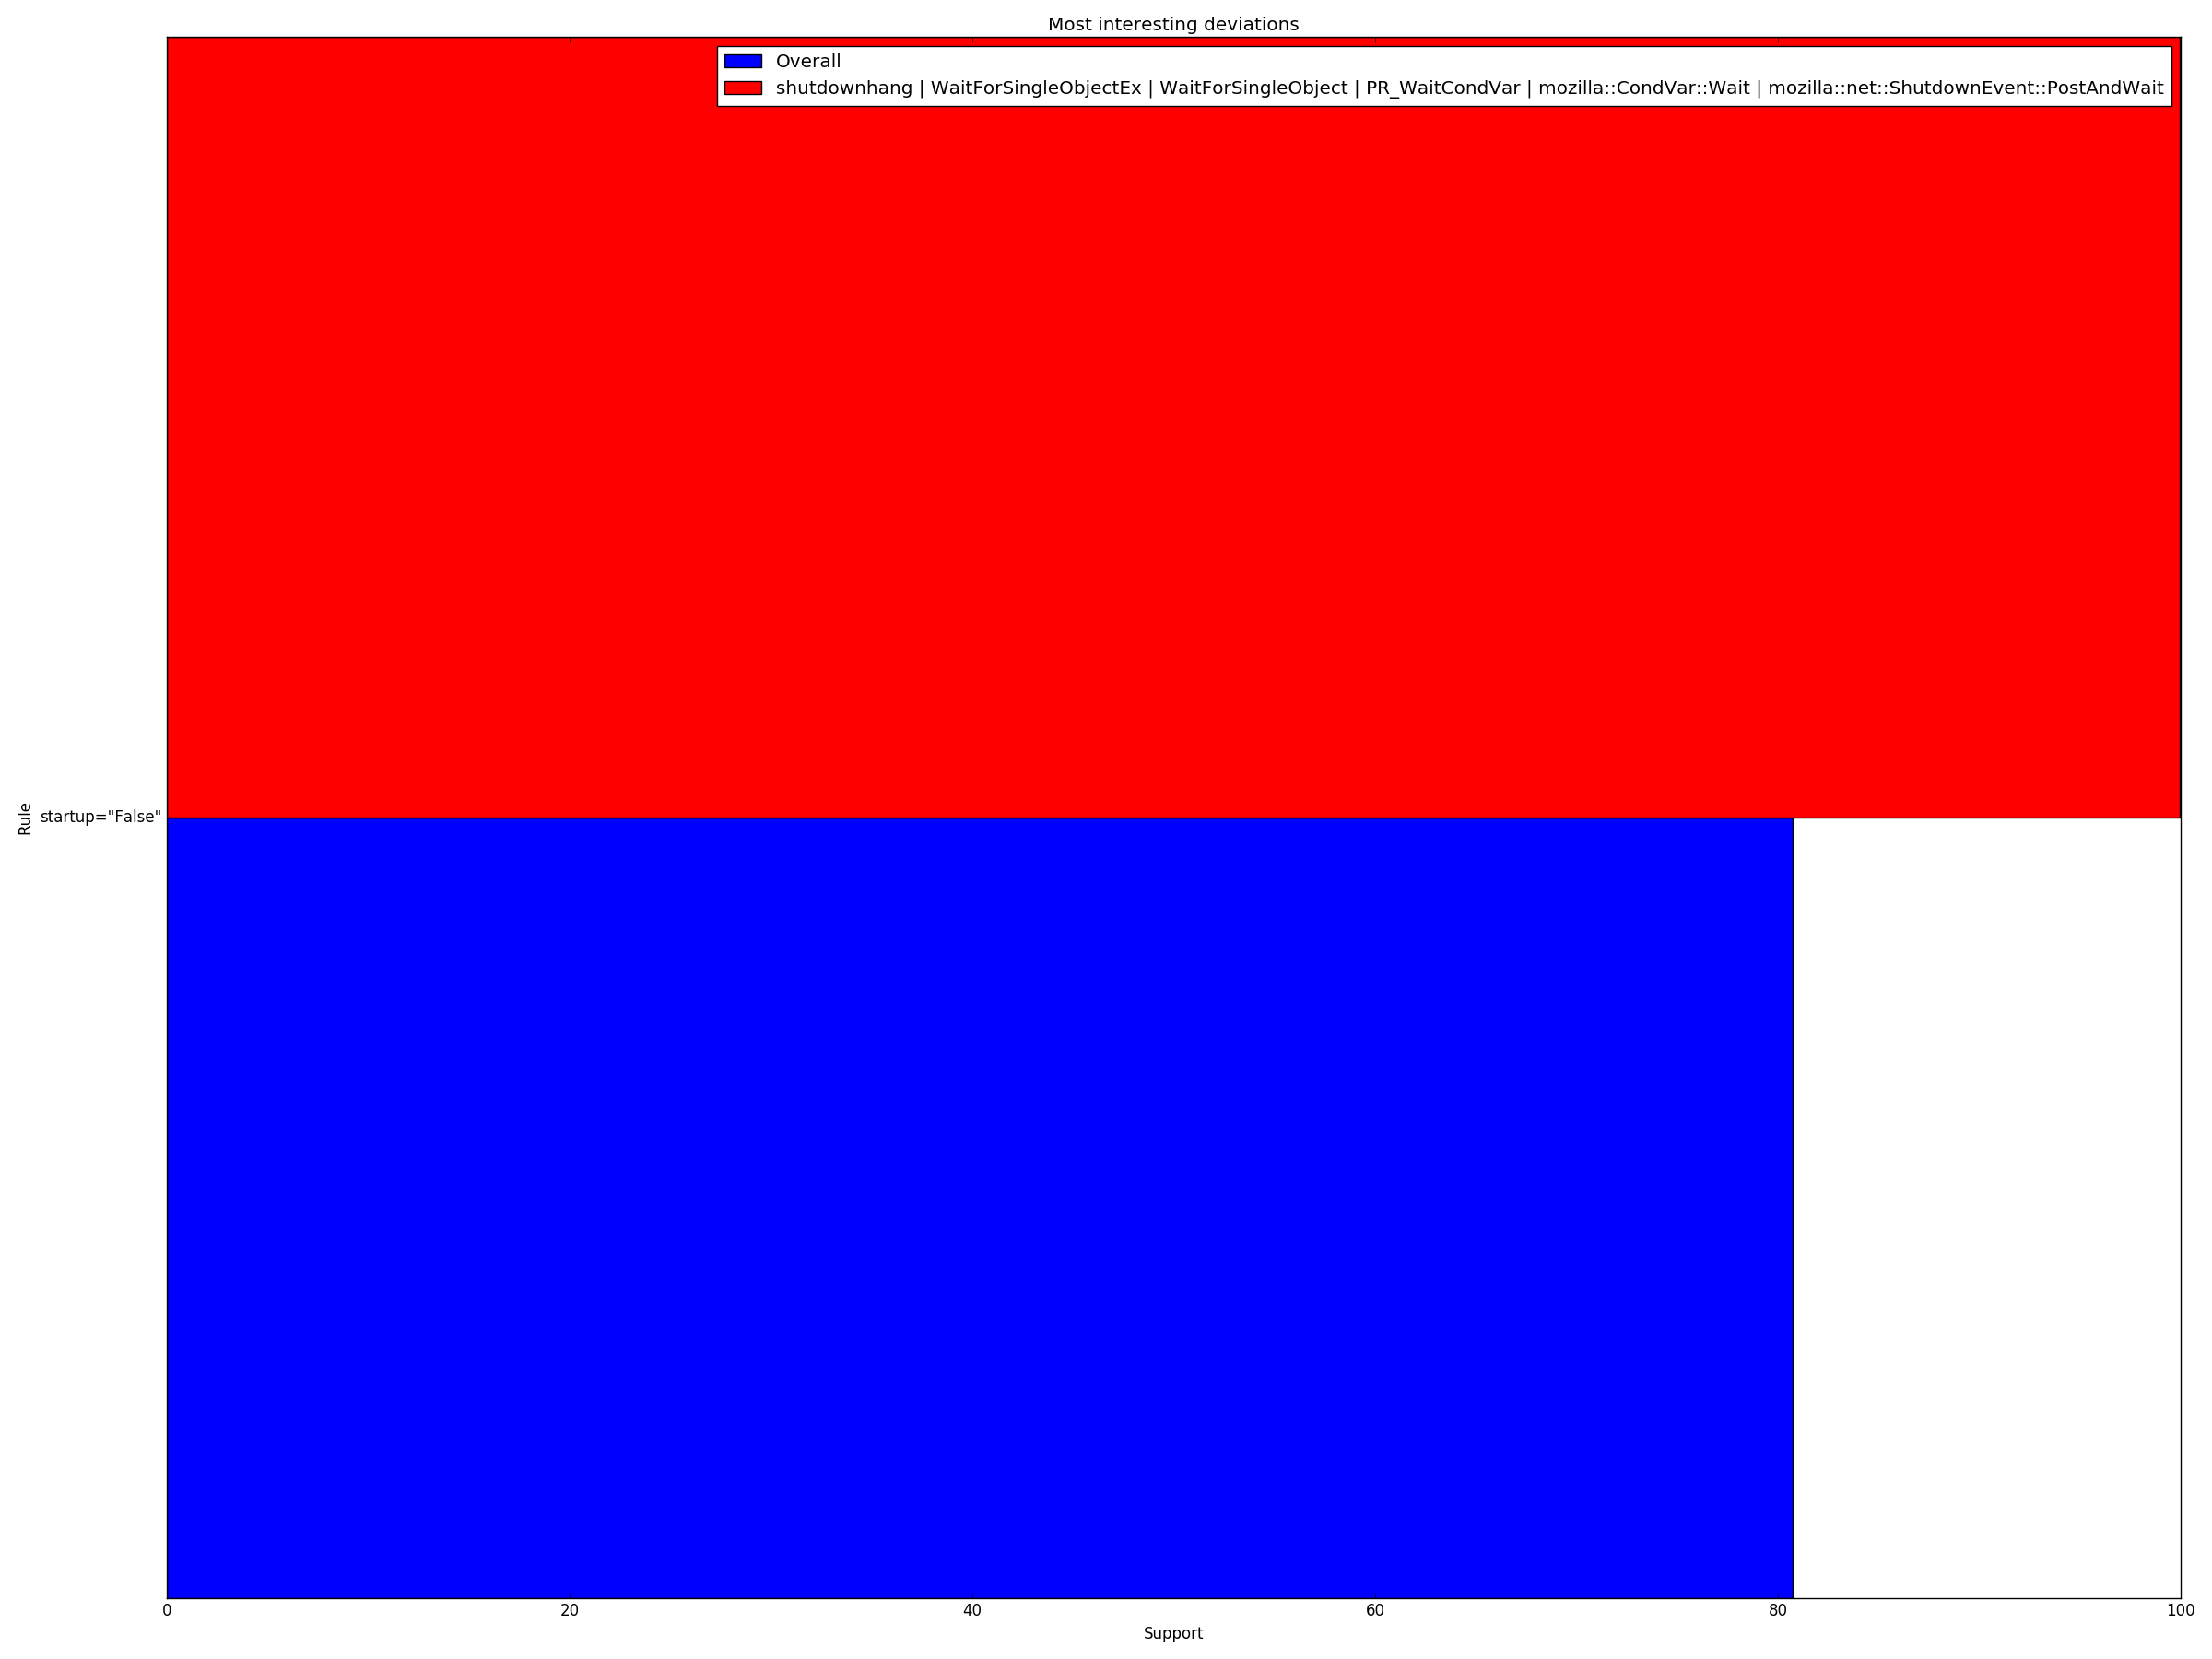 Most interesting deviations
Overall
shutdownhang | WaitForSingleObjectEx | WaitForSingleObject | PR_WaitCondVar | mozilla::CondVar::Wait | mozilla::net::ShutdownEvent::PostAndWait
Rule
startup="False"
0 20 40 60 80 100
Support